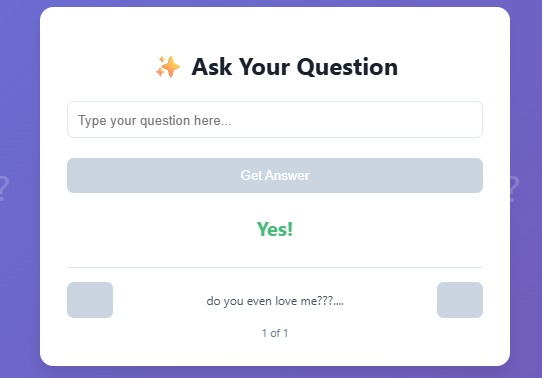 ✨ Ask Your Question
Type your question here...
Get Answer
Yes!
do you even love me???....
1 of 1
? ?